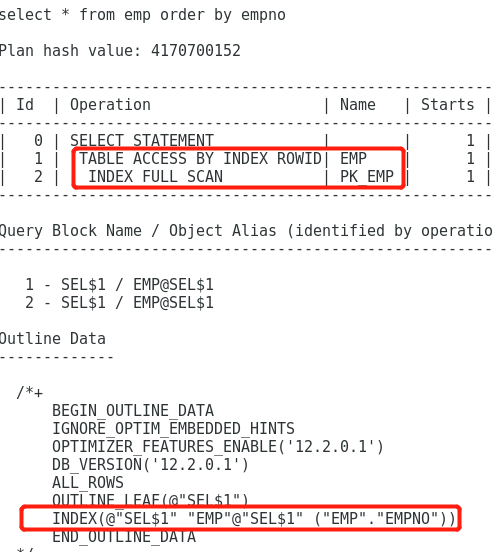 select * from emp order by empno
Plan hash value: 4170700152
--------------------------------------------------------
| Id  | Operation                   | Name   | Starts |
--------------------------------------------------------
|   0 | SELECT STATEMENT            |        |      1 |
|   1 |  TABLE ACCESS BY INDEX ROWID| EMP    |      1 |
|   2 |   INDEX FULL SCAN           | PK_EMP |      1 |
--------------------------------------------------------
Query Block Name / Object Alias (identified by operatio
--------------------------------------------------------
   1 - SEL$1 / EMP@SEL$1
   2 - SEL$1 / EMP@SEL$1
Outline Data
-------------
  /*+
      BEGIN_OUTLINE_DATA
      IGNORE_OPTIM_EMBEDDED_HINTS
      OPTIMIZER_FEATURES_ENABLE('12.2.0.1')
      DB_VERSION('12.2.0.1')
      ALL_ROWS
      OUTLINE_LEAF(@"SEL$1")
      INDEX(@"SEL$1" "EMP"@"SEL$1" ("EMP"."EMPNO"))
      END_OUTLINE_DATA